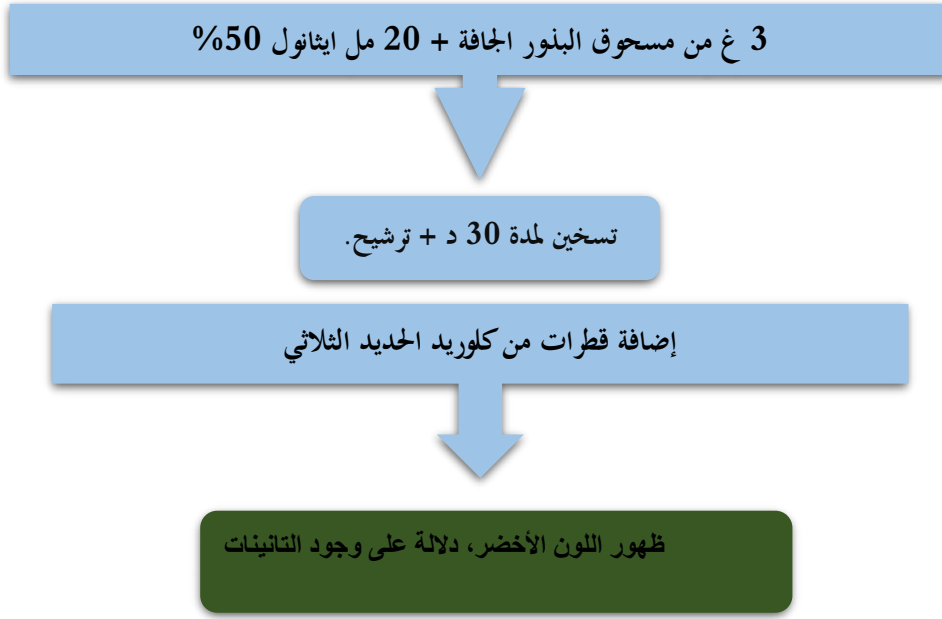 3 غ من مسحوق البذور الجافة + 20 مل ايثانول 50%
تسخين لمدة 30 د + ترشيح.
إضافة قطرات من كلوريد الحديد الثلاثي
ظهور اللون الأخضر، دلالة على وجود التانينات